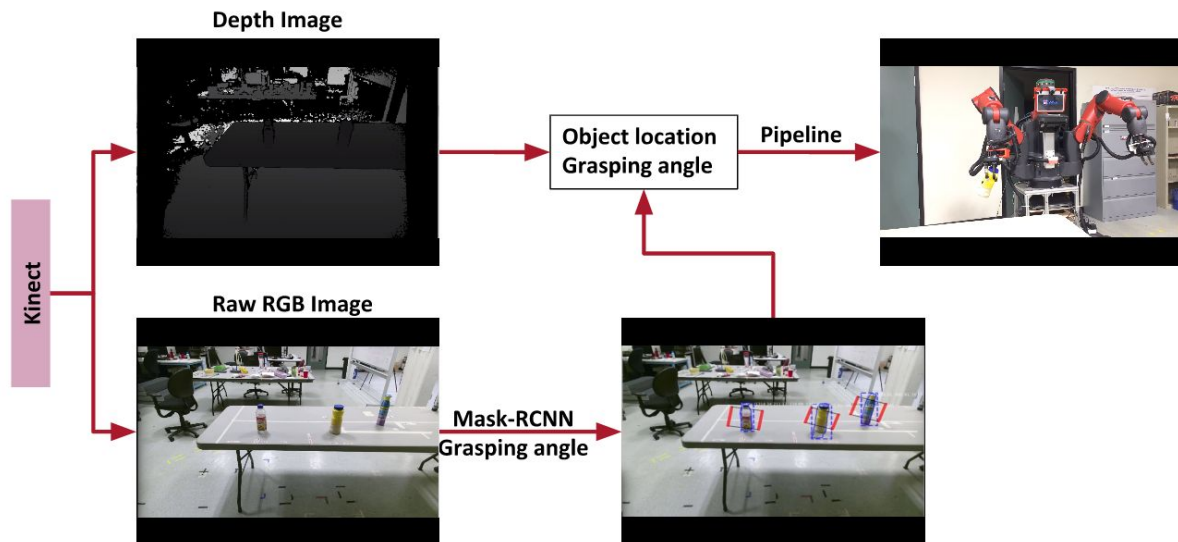 Depth Image
Object location
Grasping angle
Pipeline
Kinect
Raw RGB Image
Mask-RCNN
Grasping angle